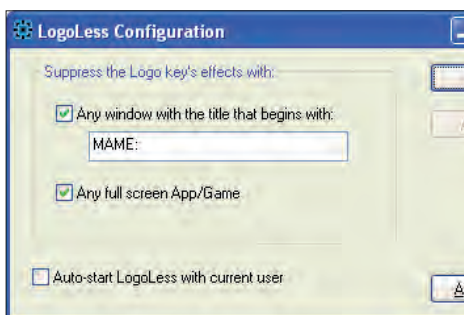 LogoLess Configuration
Suppress the Logo key's effects with:
Any window with the title that begins with:
MAME:
Any full screen App/Game
Auto-start LogoLess with current user